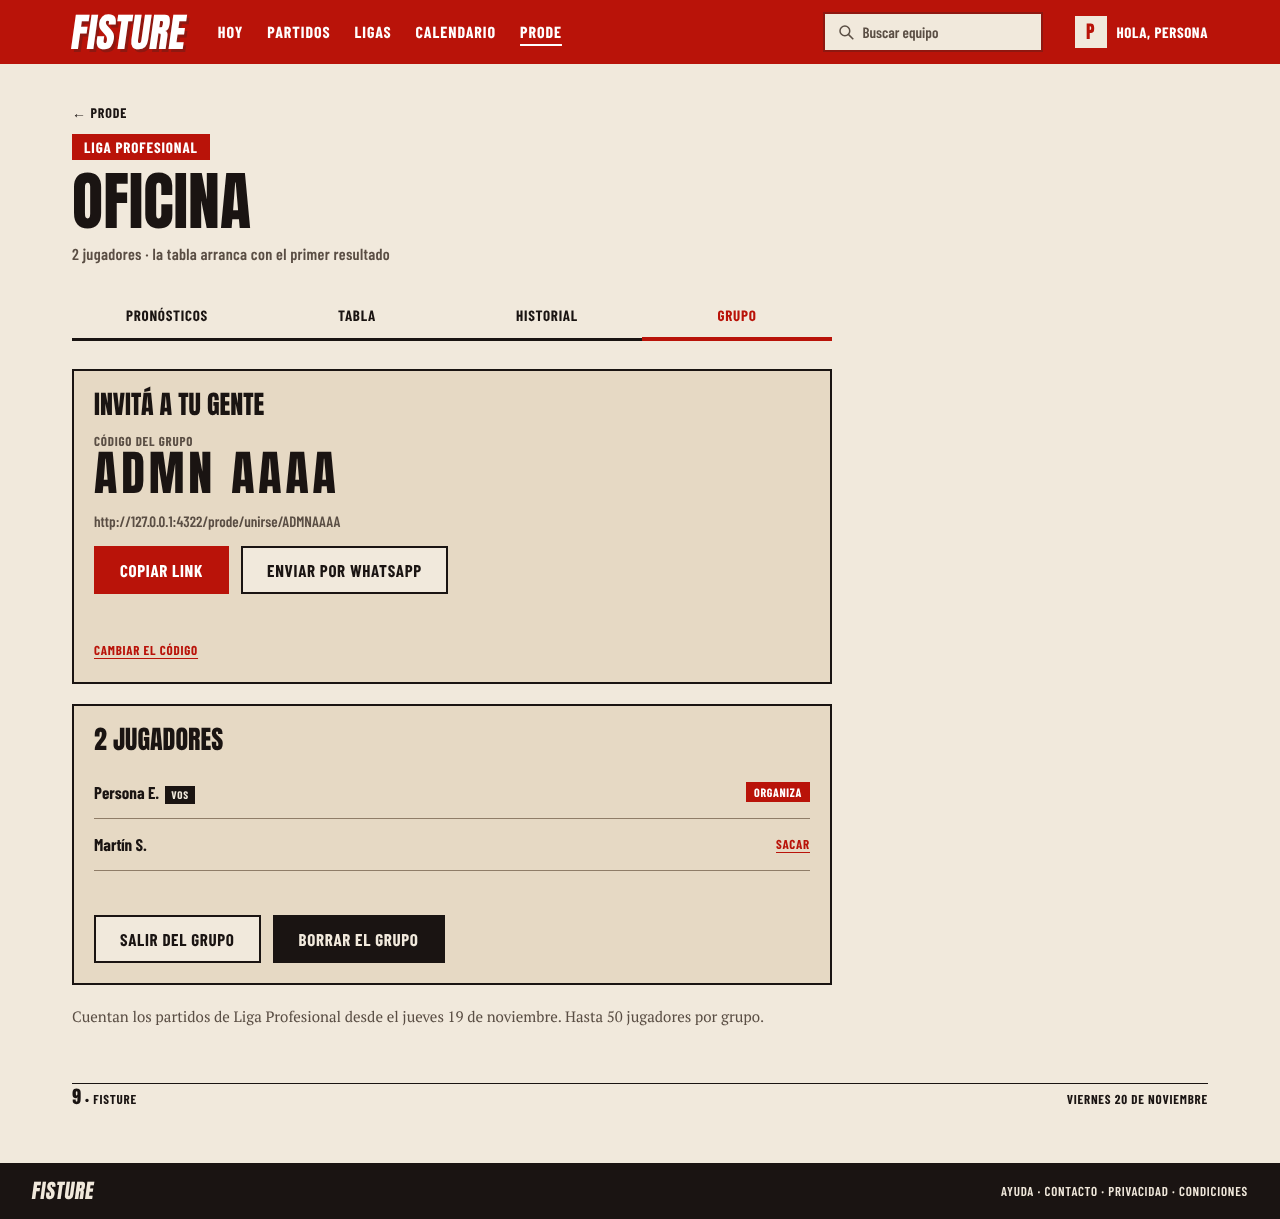 FISTURE HOY PARTIDOS LIGAS CALENDARIO PRODE Buscar equipo P HOLA, PERSONA
← PRODE
LIGA PROFESIONAL
OFICINA
2 jugadores · la tabla arranca con el primer resultado
PRONÓSTICOS TABLA HISTORIAL GRUPO
INVITÁ A TU GENTE
CÓDIGO DEL GRUPO
ADMN AAAA
http://127.0.0.1:4322/prode/unirse/ADMNAAAA
COPIAR LINK ENVIAR POR WHATSAPP
CAMBIAR EL CÓDIGO
2 JUGADORES
Persona E. VOS ORGANIZA
Martín S. SACAR
SALIR DEL GRUPO BORRAR EL GRUPO
Cuentan los partidos de Liga Profesional desde el jueves 19 de noviembre. Hasta 50 jugadores por grupo.
9 • FISTURE VIERNES 20 DE NOVIEMBRE
FISTURE AYUDA · CONTACTO · PRIVACIDAD · CONDICIONES